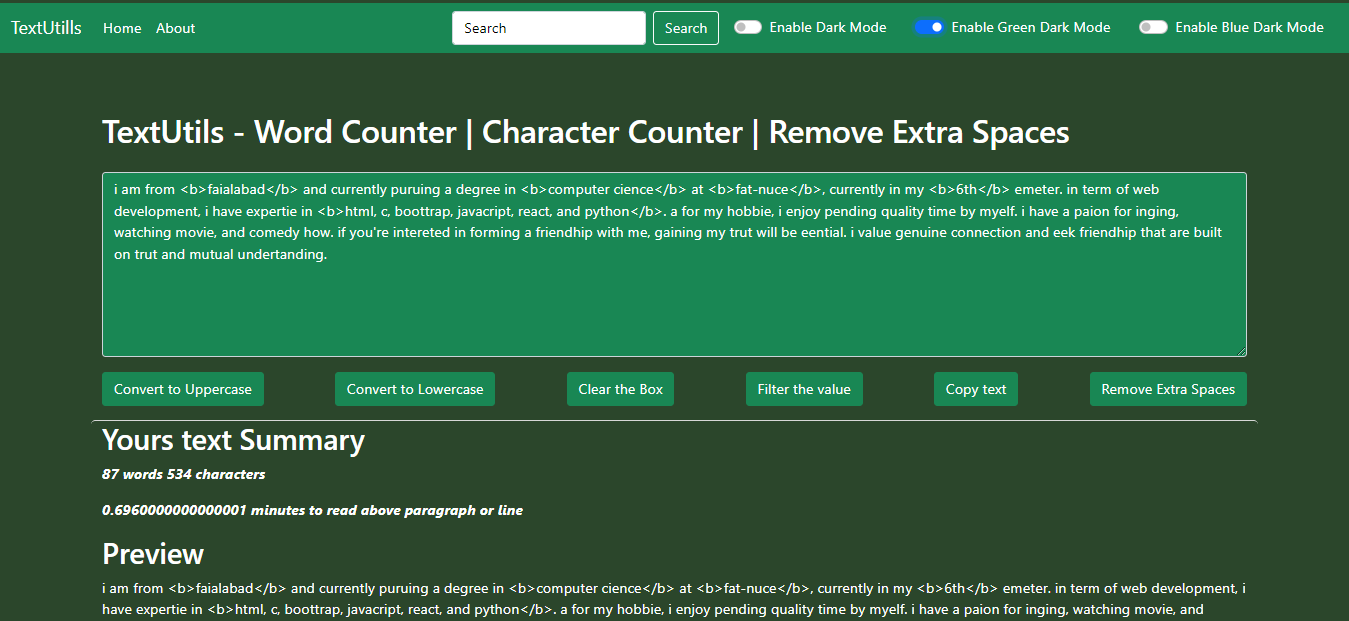 TextUtills Home About Search Search Enable Dark Mode Enable Green Dark Mode Enable Blue Dark Mode
TextUtils - Word Counter | Character Counter | Remove Extra Spaces
i am from <b>faialabad</b> and currently puruing a degree in <b>computer cience</b> at <b>fat-nuce</b>, currently in my <b>6th</b> emeter. in term of web
development, i have expertie in <b>html, c, boottrap, javacript, react, and python</b>. a for my hobbie, i enjoy pending quality time by myelf. i have a paion for inging,
watching movie, and comedy how. if you're intereted in forming a friendhip with me, gaining my trut will be eential. i value genuine connection and eek friendhip that are built
on trut and mutual undertanding.
Convert to Uppercase Convert to Lowercase Clear the Box Filter the value Copy text Remove Extra Spaces
Yours text Summary
87 words 534 characters
0.6960000000000001 minutes to read above paragraph or line
Preview
i am from <b>faialabad</b> and currently puruing a degree in <b>computer cience</b> at <b>fat-nuce</b>, currently in my <b>6th</b> emeter. in term of web development, i
have expertie in <b>html, c, boottrap, javacript, react, and python</b>. a for my hobbie, i enjoy pending quality time by myelf. i have a paion for inging, watching movie, and